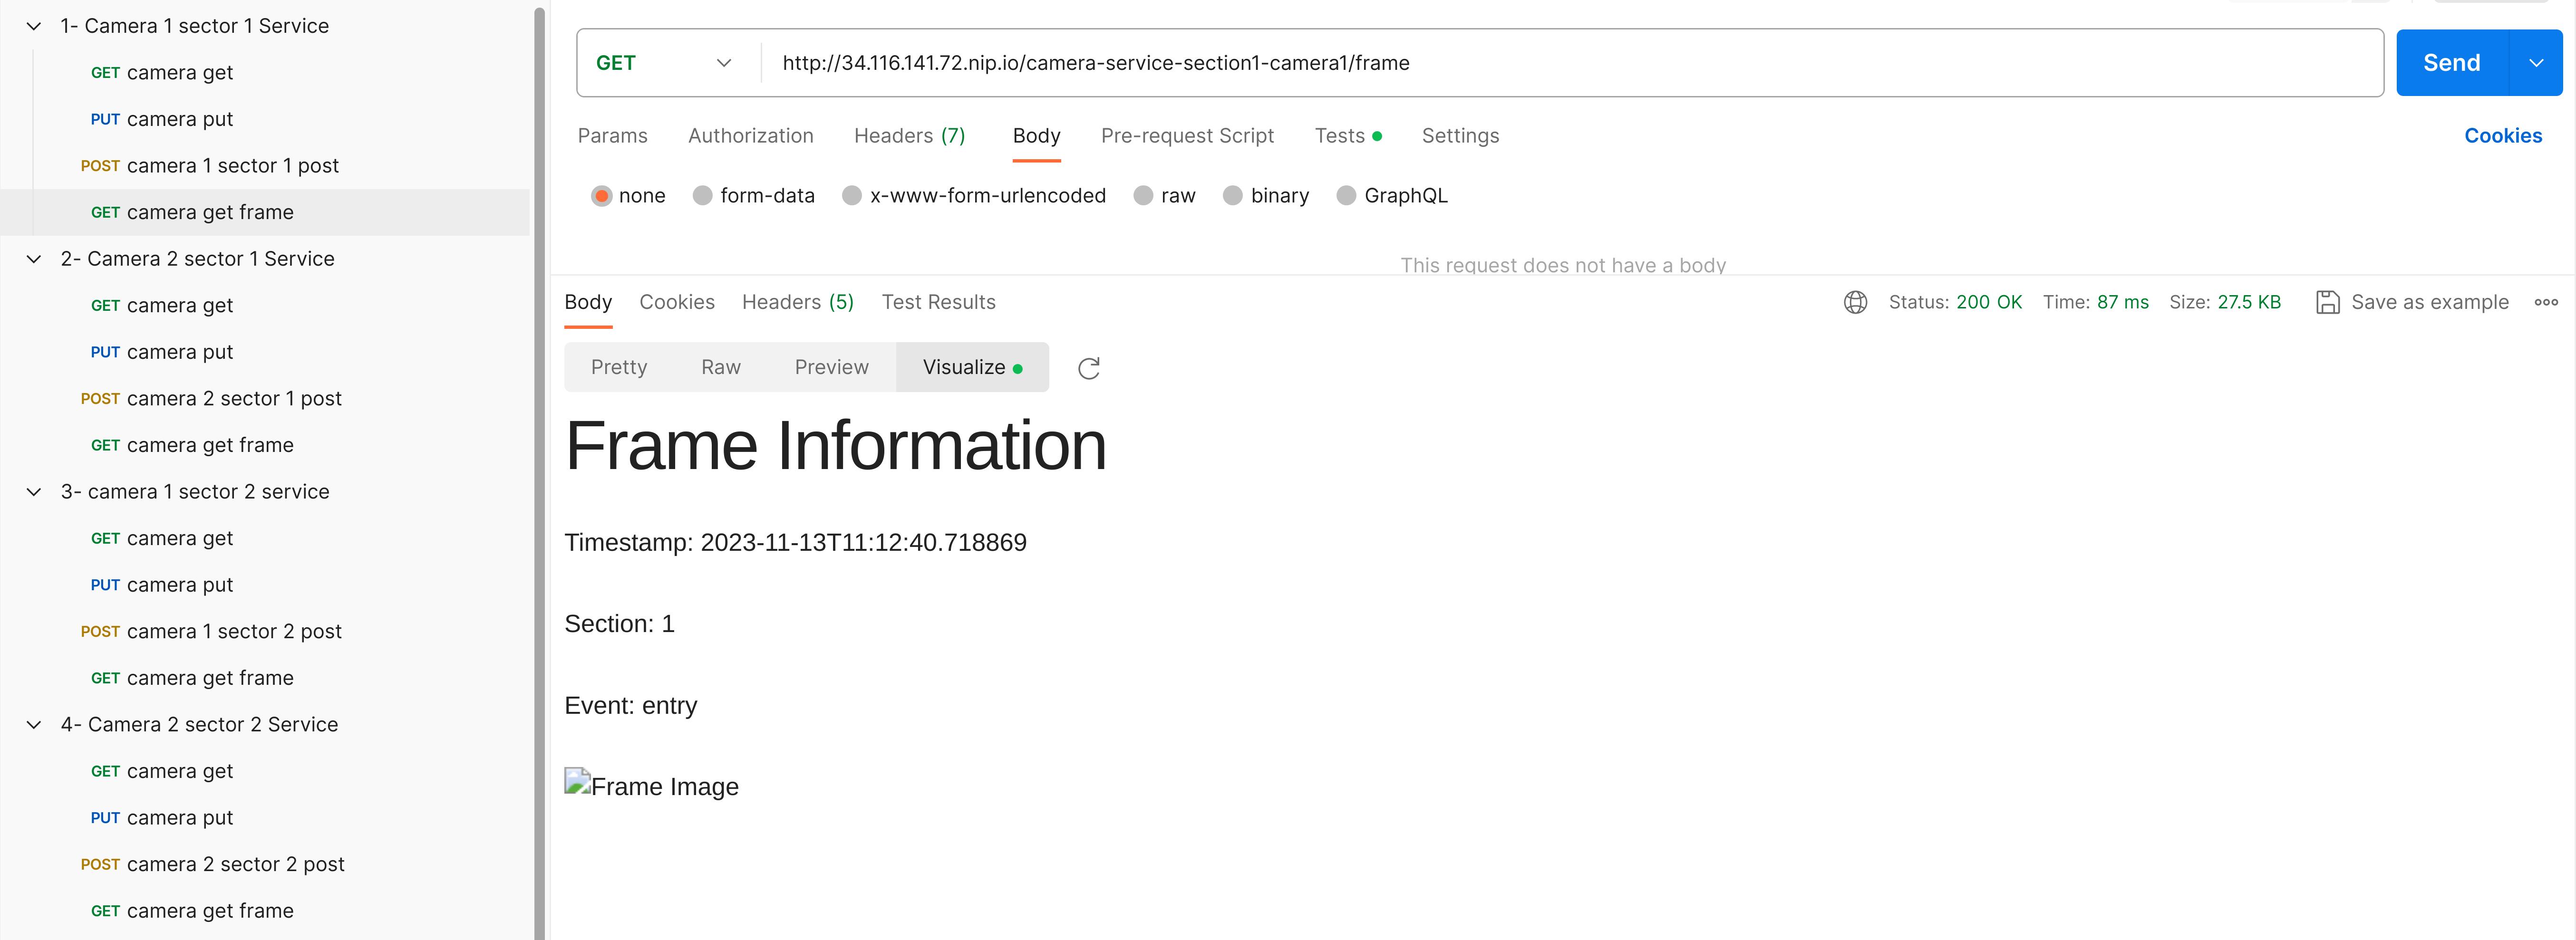 1- Camera 1 sector 1 Service
GET camera get
PUT camera put
POST camera 1 sector 1 post
GET camera get frame
2- Camera 2 sector 1 Service
GET camera get
PUT camera put
POST camera 2 sector 1 post
GET camera get frame
3- camera 1 sector 2 service
GET camera get
PUT camera put
POST camera 1 sector 2 post
GET camera get frame
4- Camera 2 sector 2 Service
GET camera get
PUT camera put
POST camera 2 sector 2 post
GET camera get frame
GET http://34.116.141.72.nip.io/camera-service-section1-camera1/frame Send
Params Authorization Headers (7) Body Pre-request Script Tests Settings Cookies
none form-data x-www-form-urlencoded raw binary GraphQL
This request does not have a body
Body Cookies Headers (5) Test Results Status: 200 OK Time: 87 ms Size: 27.5 KB Save as example
Pretty Raw Preview Visualize
Frame Information
Timestamp: 2023-11-13T11:12:40.718869
Section: 1
Event: entry
Frame Image